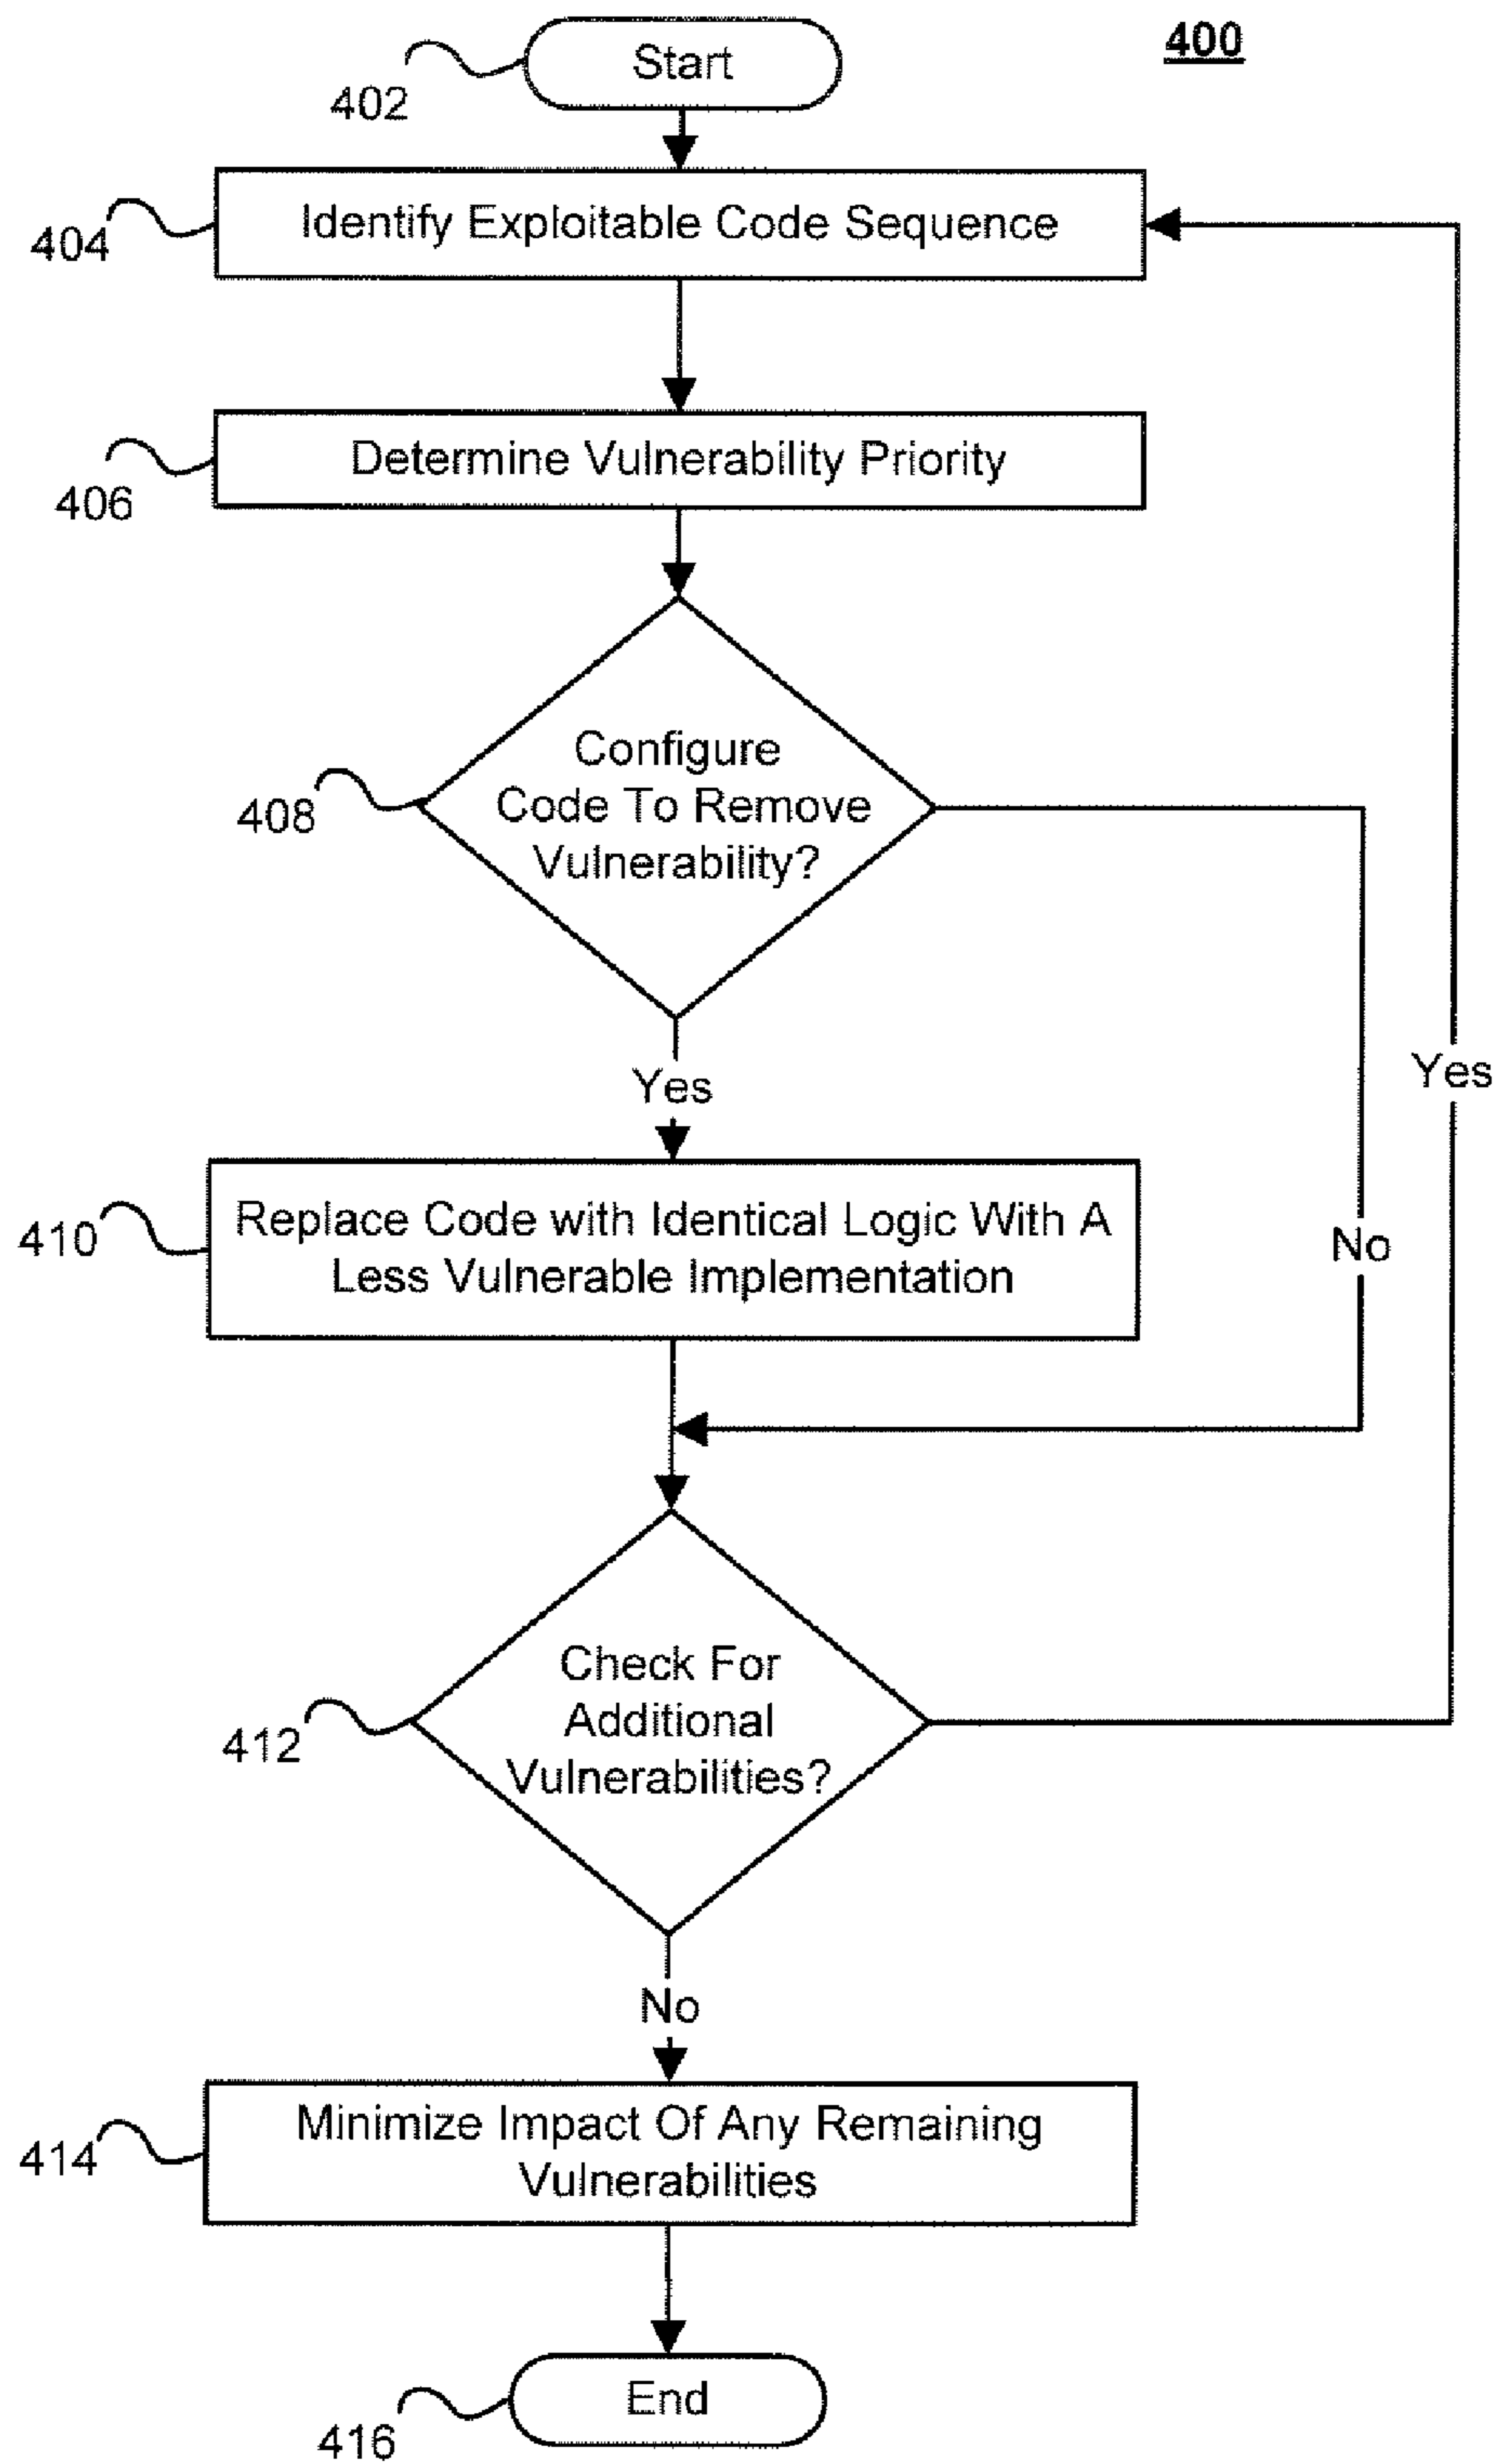 400
Start
402
Identify Exploitable Code Sequence
404
Determine Vulnerability Priority
406
Configure
Code To Remove
Vulnerability?
408
Yes
Yes
Replace Code with Identical Logic With A
Less Vulnerable Implementation
410
No
Check For
Additional
Vulnerabilities?
412
No
Minimize Impact Of Any Remaining
Vulnerabilities
414
End
416